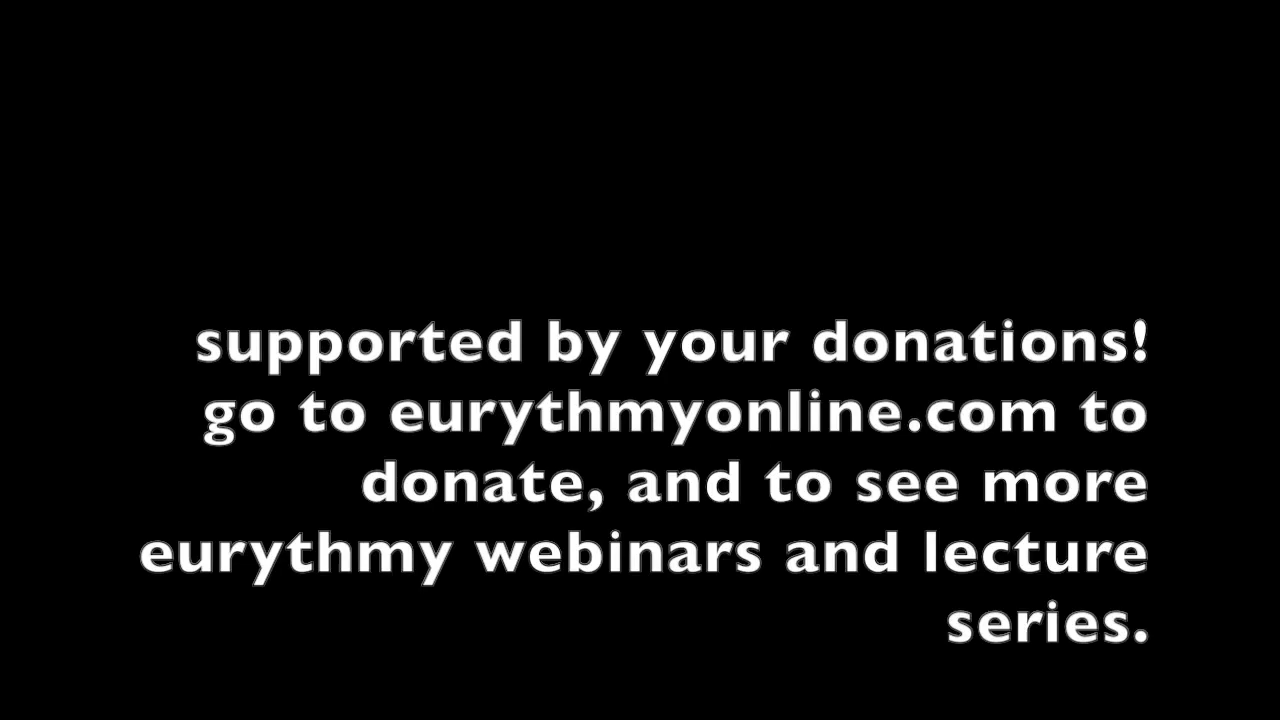 supported by your donations!
go to eurythmyonline.com to
donate, and to see more
eurythmy webinars and lecture
series.